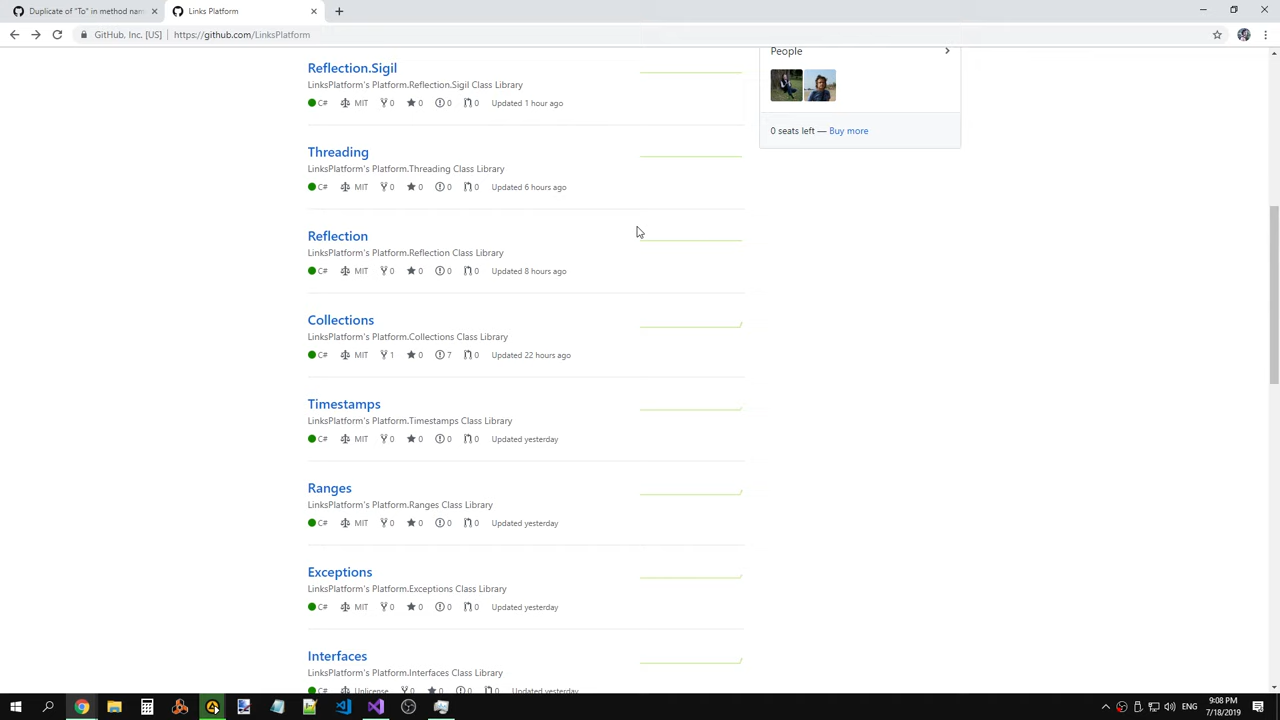 Duplicate of "To" in method nam
Links Platform
GitHub, Inc. [US]
https://github.com/LinksPlatform
Reflection.Sigil
LinksPlatform's Platform.Reflection.Sigil Class Library
C# MIT 0 0 0 0 Updated 1 hour ago
Threading
LinksPlatform's Platform.Threading Class Library
C# MIT 0 0 0 0 Updated 6 hours ago
Reflection
LinksPlatform's Platform.Reflection Class Library
C# MIT 0 0 0 0 Updated 8 hours ago
Collections
LinksPlatform's Platform.Collections Class Library
C# MIT 1 0 7 0 Updated 22 hours ago
Timestamps
LinksPlatform's Platform.Timestamps Class Library
C# MIT 0 0 0 0 Updated yesterday
Ranges
LinksPlatform's Platform.Ranges Class Library
C# MIT 0 0 0 0 Updated yesterday
Exceptions
LinksPlatform's Platform.Exceptions Class Library
C# MIT 0 0 0 0 Updated yesterday
Interfaces
LinksPlatform's Platform.Interfaces Class Library
C# Unlicense 0 0 0 0 Updated yesterday
People
0 seats left — Buy more
ENG
9:08 PM
7/18/2019